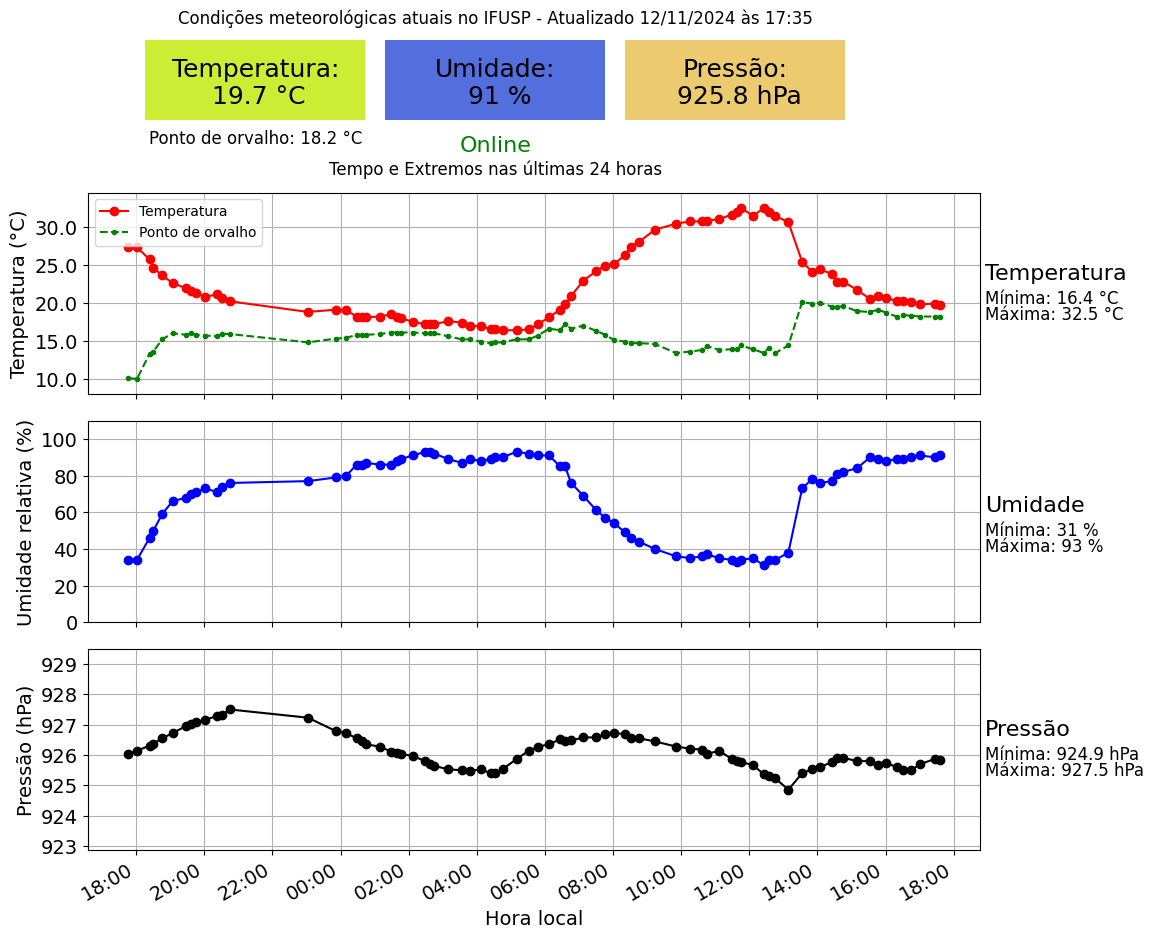 Condições meteorológicas atuais no IFUSP - Atualizado 12/11/2024 às 17:35
Temperatura:
19.7 °C
Umidade:
91 %
Pressão:
925.8 hPa
Ponto de orvalho: 18.2 °C
Online
Tempo e Extremos nas últimas 24 horas
Temperatura (°C)
30.0
25.0
20.0
15.0
10.0
Temperatura
Ponto de orvalho
Temperatura
Mínima: 16.4 °C
Máxima: 32.5 °C
Umidade relativa (%)
100
80
60
40
20
0
Umidade
Mínima: 31 %
Máxima: 93 %
Pressão (hPa)
929
928
927
926
925
924
923
Pressão
Mínima: 924.9 hPa
Máxima: 927.5 hPa
18:00 20:00 22:00 00:00 02:00 04:00 06:00 08:00 10:00 12:00 14:00 16:00 18:00
Hora local